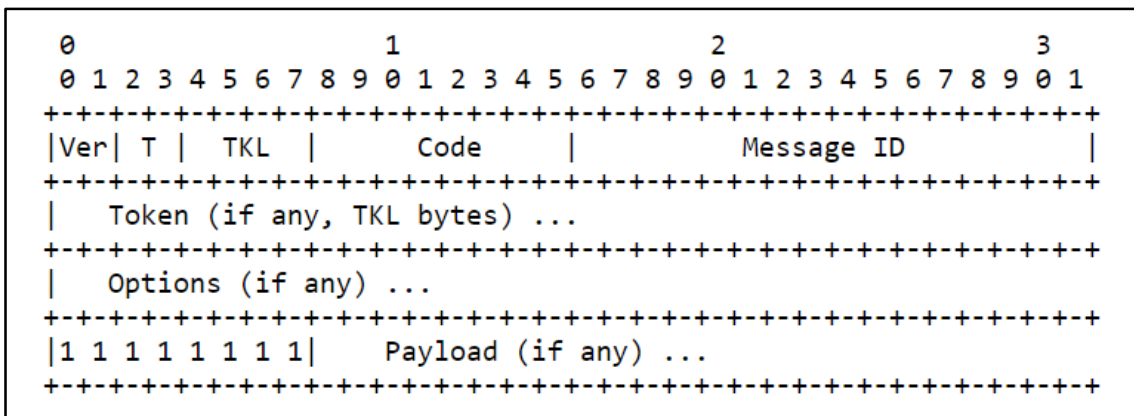 0                   1                   2                   3
 0 1 2 3 4 5 6 7 8 9 0 1 2 3 4 5 6 7 8 9 0 1 2 3 4 5 6 7 8 9 0 1
+-+-+-+-+-+-+-+-+-+-+-+-+-+-+-+-+-+-+-+-+-+-+-+-+-+-+-+-+-+-+-+-+
|Ver| T |  TKL  |      Code     |          Message ID           |
+-+-+-+-+-+-+-+-+-+-+-+-+-+-+-+-+-+-+-+-+-+-+-+-+-+-+-+-+-+-+-+-+
|   Token (if any, TKL bytes) ...
+-+-+-+-+-+-+-+-+-+-+-+-+-+-+-+-+-+-+-+-+-+-+-+-+-+-+-+-+-+-+-+-+
|   Options (if any) ...
+-+-+-+-+-+-+-+-+-+-+-+-+-+-+-+-+-+-+-+-+-+-+-+-+-+-+-+-+-+-+-+-+
|1 1 1 1 1 1 1 1|    Payload (if any) ...
+-+-+-+-+-+-+-+-+-+-+-+-+-+-+-+-+-+-+-+-+-+-+-+-+-+-+-+-+-+-+-+-+